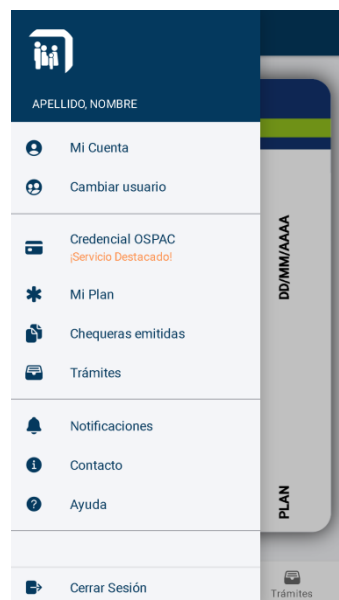 APELLIDO, NOMBRE
Mi Cuenta
Cambiar usuario
Credencial OSPAC
¡Servicio Destacado!
Mi Plan
Chequeras emitidas
Trámites
Notificaciones
Contacto
Ayuda
Cerrar Sesión
DD/MM/AAAA
PLAN
Trámites